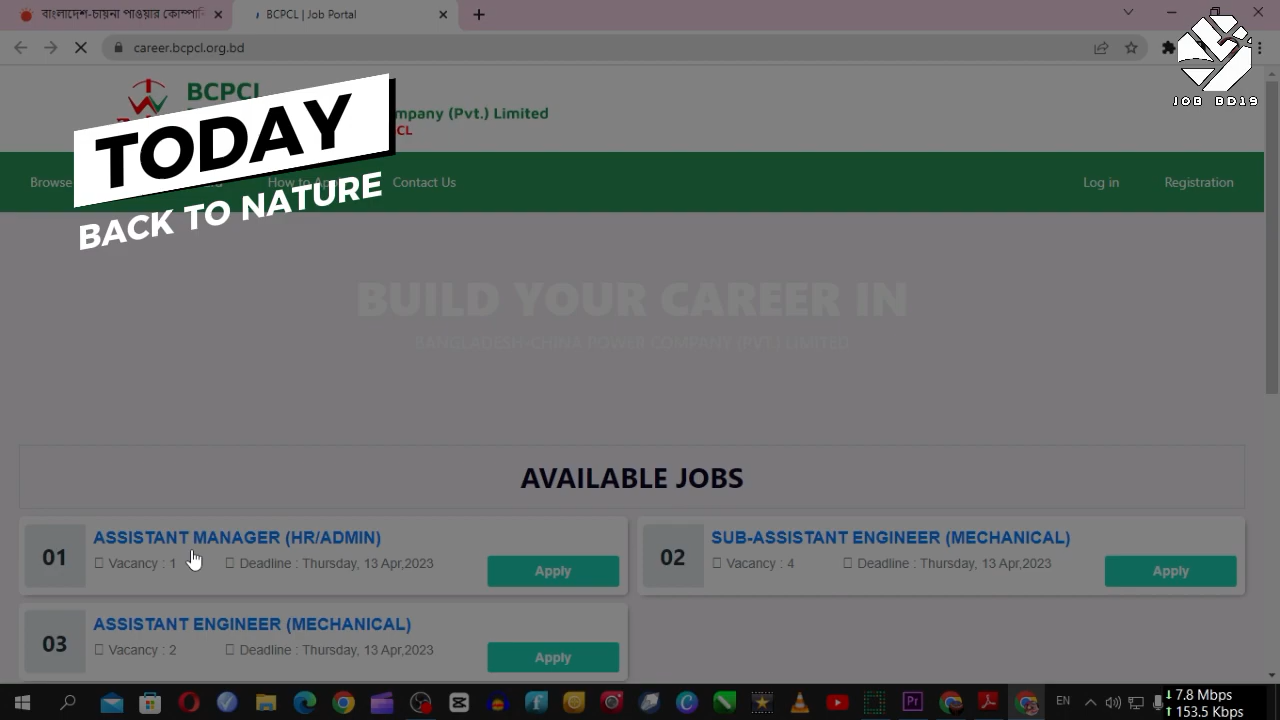 বাংলাদেশ-চায়না পাওয়ার কোম্পানি
BCPCL | Job Portal
career.bcpcl.org.bd
JOB BD19
BCPCL
mpany (Pvt.) Limited
CL
TODAY
BACK TO NATURE
Browse
Contact Us
Log in
Registration
BUILD YOUR CAREER IN
BANGLADESH-CHINA POWER COMPANY (PVT.) LIMITED
AVAILABLE JOBS
01
ASSISTANT MANAGER (HR/ADMIN)
Vacancy : 1
Deadline : Thursday, 13 Apr,2023
Apply
02
SUB-ASSISTANT ENGINEER (MECHANICAL)
Vacancy : 4
Deadline : Thursday, 13 Apr,2023
Apply
03
ASSISTANT ENGINEER (MECHANICAL)
Vacancy : 2
Deadline : Thursday, 13 Apr,2023
Apply
EN
7.8 Mbps
153.5 Kbps